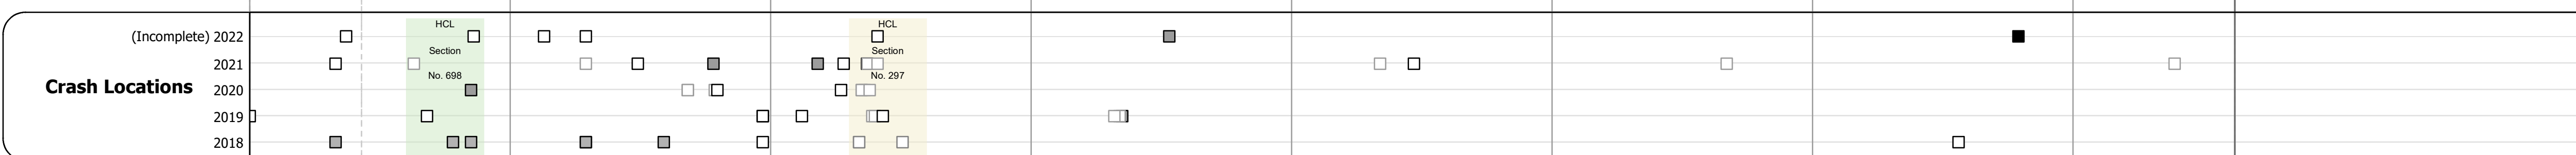 HCL
HCL
(Incomplete) 2022
Section
Section
2021
No. 698
No. 297
Crash Locations
2020
2019
2018